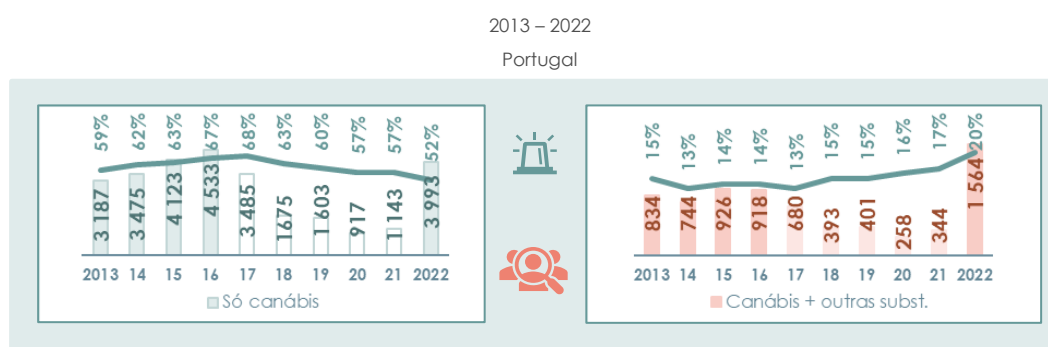 2013 – 2022
Portugal
59% 62% 63% 67% 68% 63% 60% 57% 57% 52%
3 187 3 475 4 123 4 533 3 485 1675 1 603 917 1 143 3 993
2013 14 15 16 17 18 19 20 21 2022
Só canábis
15% 13% 14% 14% 13% 15% 15% 16% 17% 20%
834 744 926 918 680 393 401 258 344 1 564
2013 14 15 16 17 18 19 20 21 2022
Canábis + outras subst.